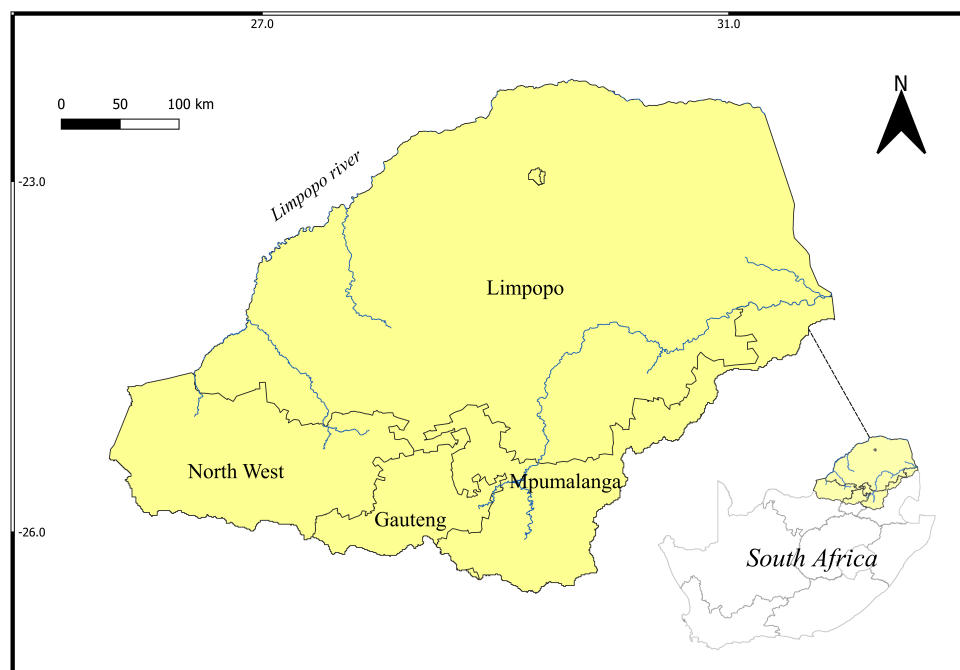 27.0
31.0
N
0 50 100 km
-23.0
Limpopo river
Limpopo
North West
Mpumalanga
Gauteng
-26.0
South Africa